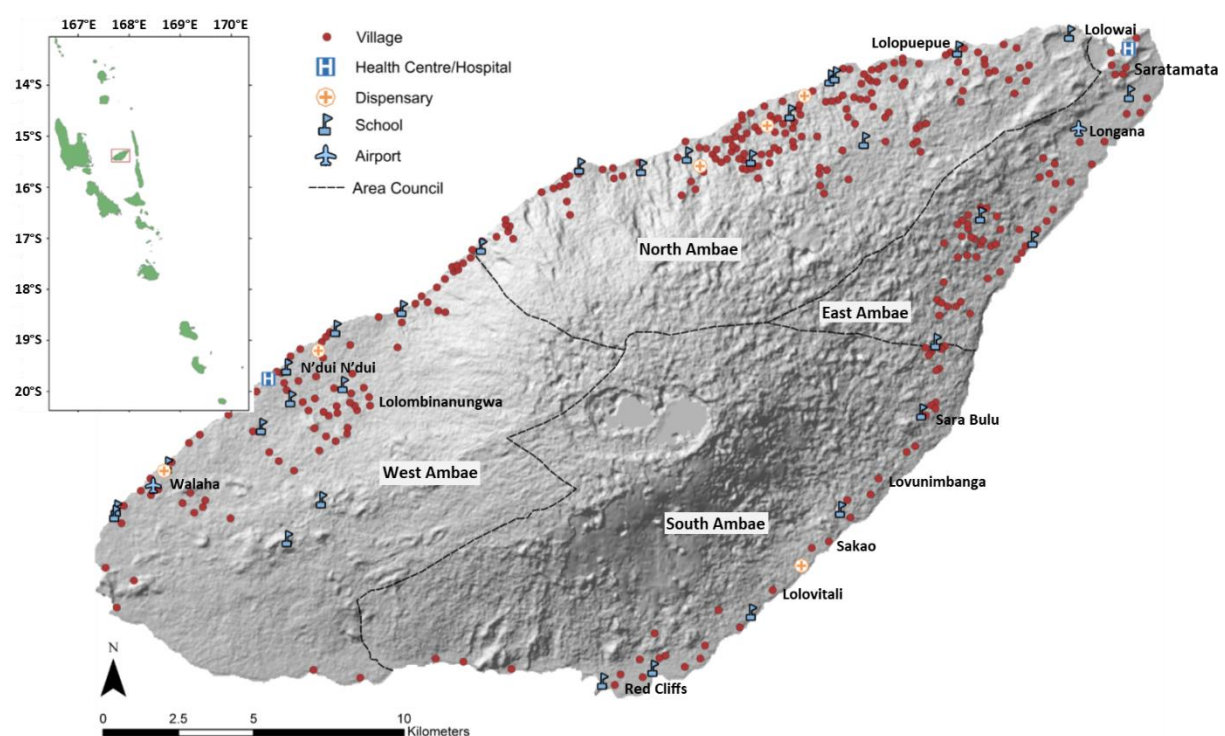 167°E 168°E 169°E 170°E
14°S
15°S
16°S
17°S
18°S
19°S
20°S
Village
H Health Centre/Hospital
Dispensary
School
Airport
Area Council
Lolowai
Lolopuepue
H
Saratamata
Longana
North Ambae
East Ambae
N'dui N'dui
H
Lolombinanungwa
Sara Bulu
West Ambae
Walaha
Lovunimbanga
South Ambae
Sakao
Lolovitali
Red Cliffs
N
0 2.5 5 10
Kilometers